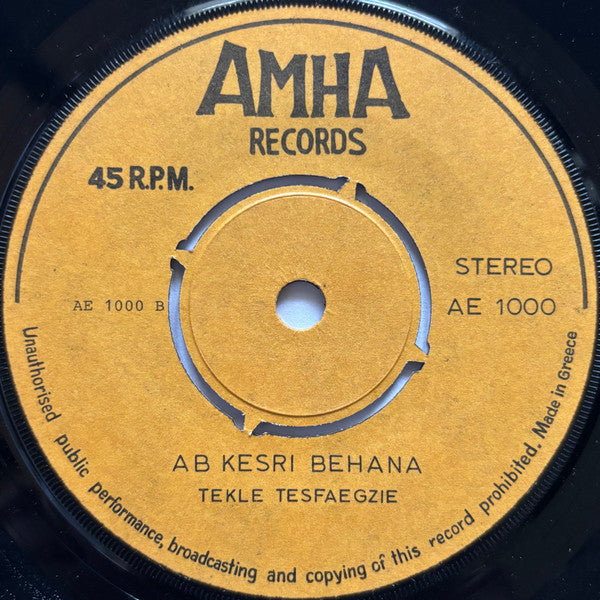 AMHA
RECORDS
45 R.P.M.
STEREO
AE 1000 B
AE 1000
AB KESRI BEHANA
TEKLE TESFAEGZIE
Unauthorised public performance, broadcasting and copying of this record prohibited. Made in Greece